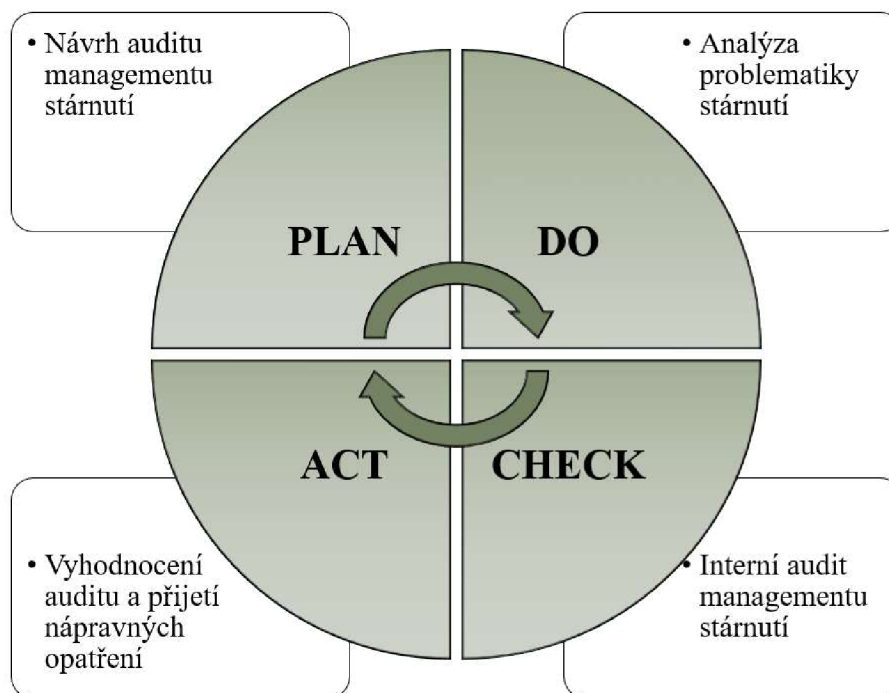 • Návrh auditu
managementu
stárnutí
• Analýza
problematiky
stárnutí
PLAN
DO
ACT
CHECK
• Vyhodnocení
auditu a přijetí
nápravných
opatření
• Interní audit
managementu
stárnutí